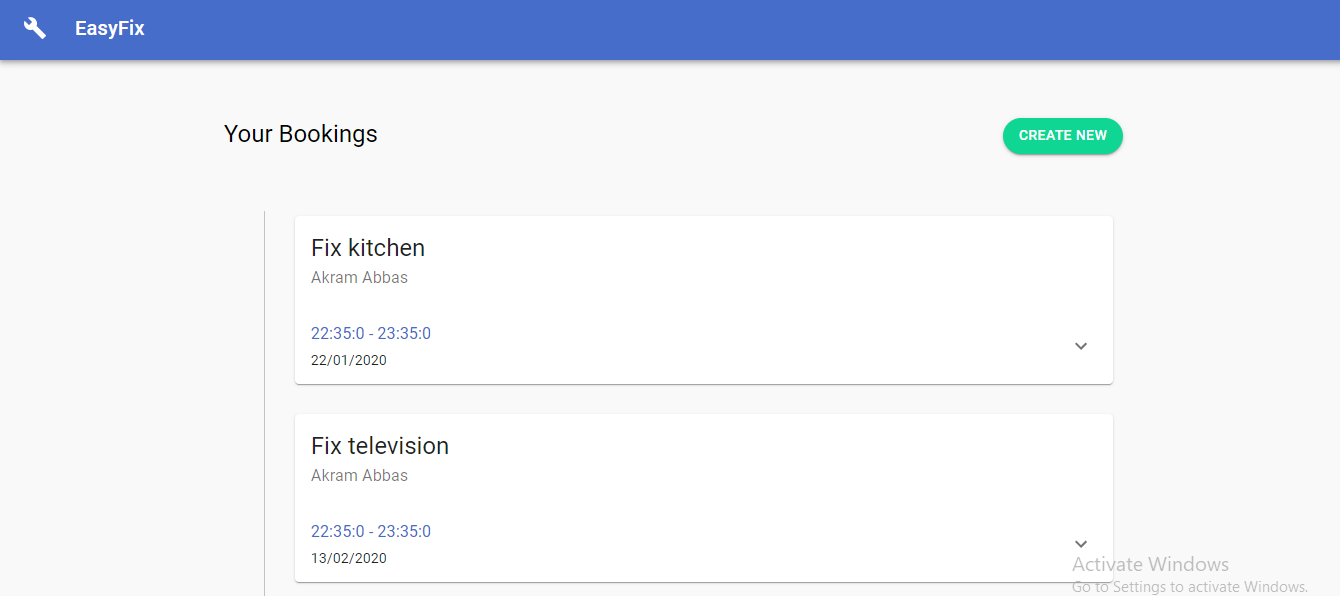 EasyFix
Your Bookings
CREATE NEW
Fix kitchen
Akram Abbas
22:35:0 - 23:35:0
22/01/2020
Fix television
Akram Abbas
22:35:0 - 23:35:0
13/02/2020
Activate Windows
Go to Settings to activate Windows.